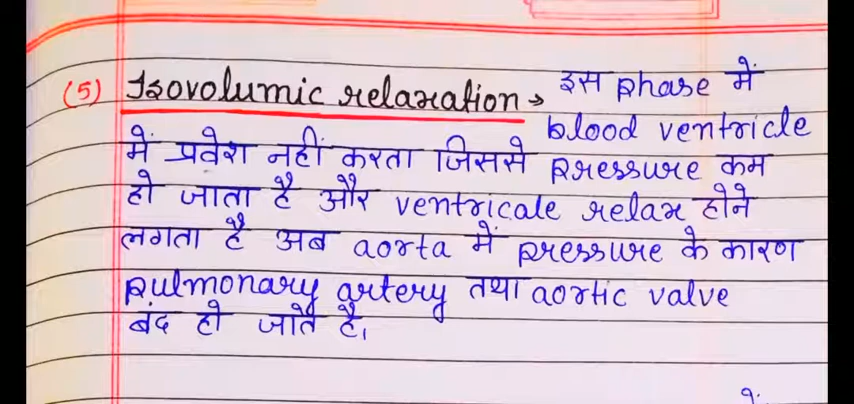 (5) Isovolumic relaxation → इस phase में
blood ventricle
में प्रवेश नहीं करता जिससे pressure कम
हो जाता है और ventricale relax होने
लगता है अब aorta में pressure के कारण
pulmonary artery तथा aortic valve
बंद हो जाते है।